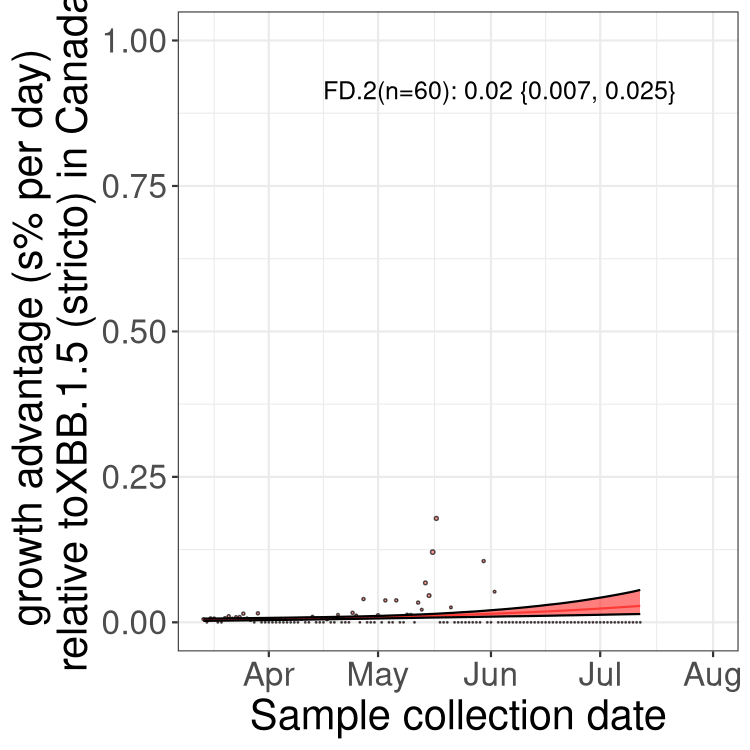 growth advantage (s% per day)
relative toXBB.1.5 (stricto) in Canada
1.00
0.75
0.50
0.25
0.00
FD.2(n=60): 0.02 {0.007, 0.025}
Apr May Jun Jul Aug
Sample collection date